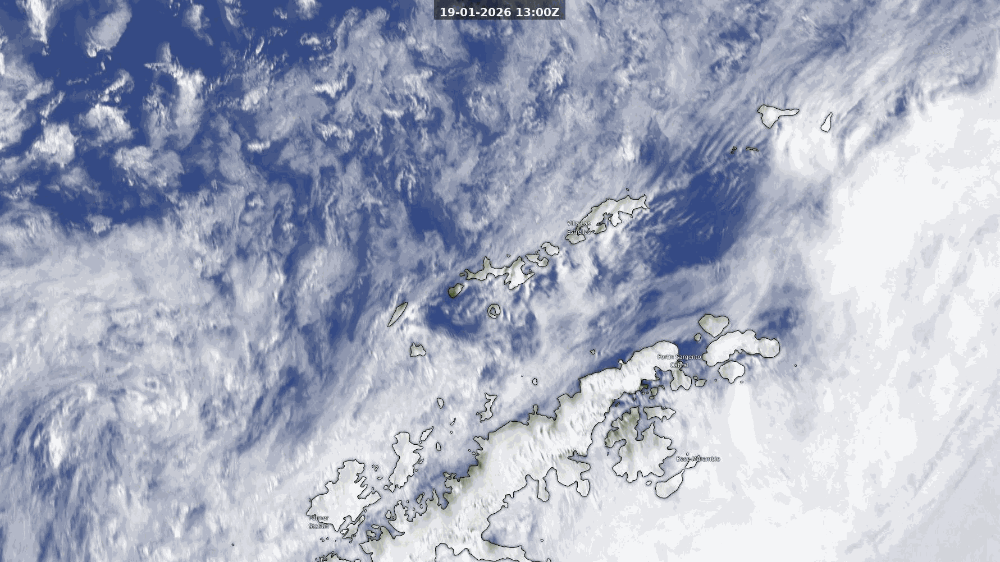 19-01-2026 13:00Z
Villa Las
Estrellas
Fortín Sargento
Cabral
Base Marambio
Palmer
Station